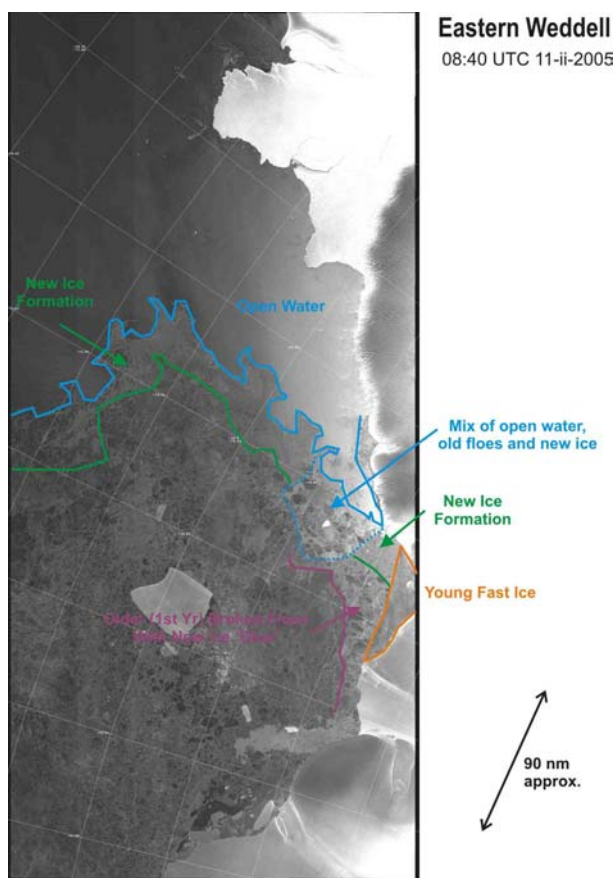 Eastern Weddell
08:40 UTC 11-ii-2005
New Ice
Formation
Open Water
Mix of open water,
old floes and new ice
New Ice
Formation
Young Fast Ice
Older (1st Yr) Broken Floes
With New Ice
90 nm
approx.